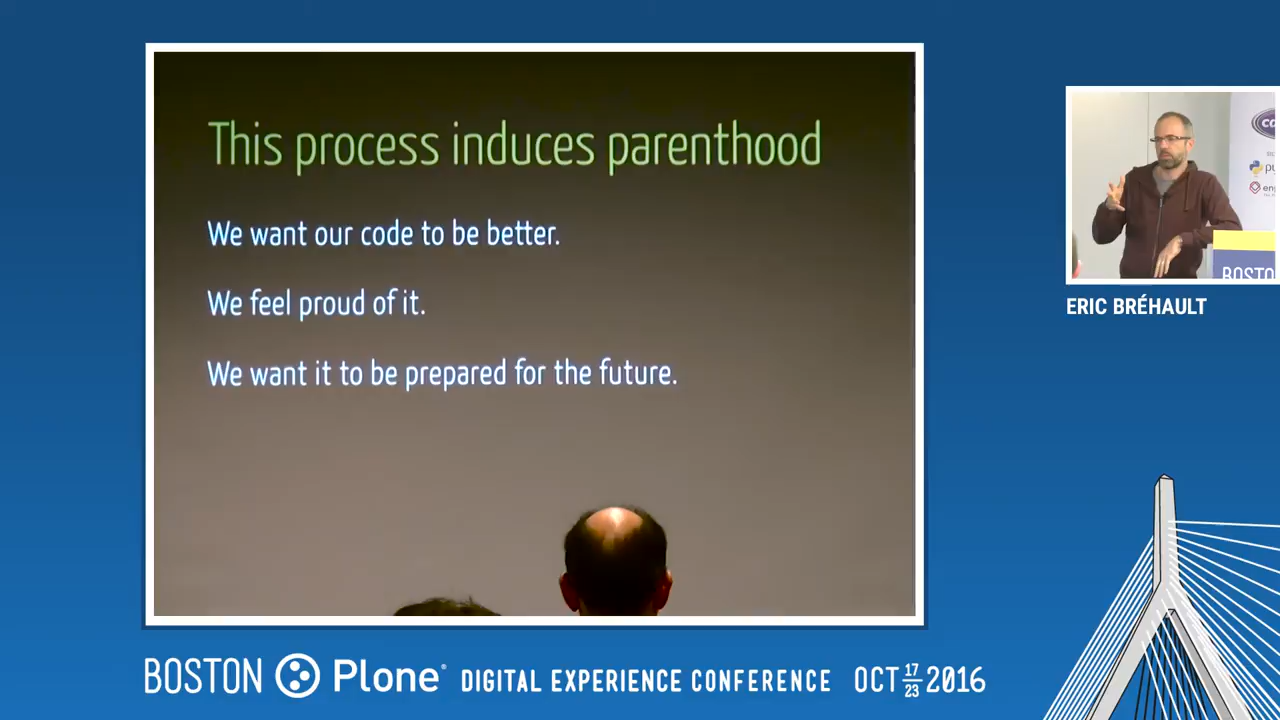 This process induces parenthood
We want our code to be better.
We feel proud of it.
We want it to be prepared for the future.
ERIC BRÉHAULT
BOSTON
BOSTON Plone® DIGITAL EXPERIENCE CONFERENCE OCT 17 23 2016